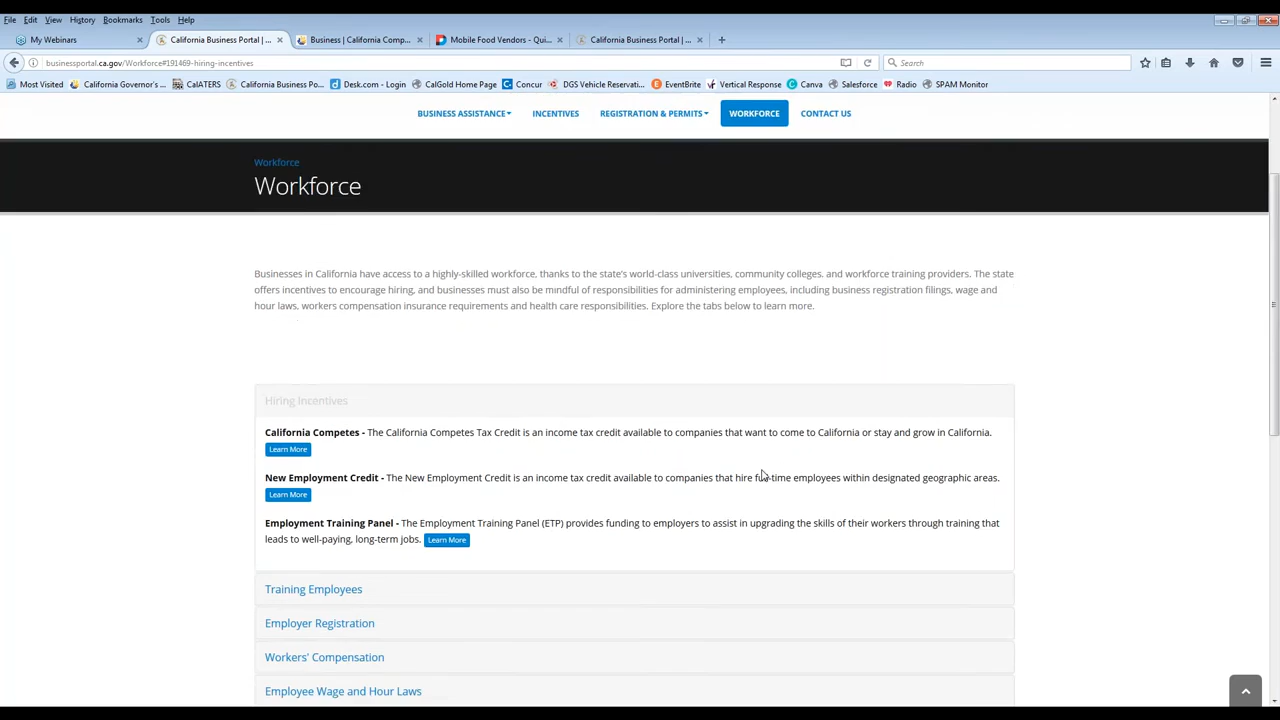 File Edit View History Bookmarks Tools Help
My Webinars × California Business Portal | ... × Business | California Comp... × Mobile Food Vendors - Qui... × California Business Portal | ... × +
businessportal.ca.gov/Workforce#191469-hiring-incentives Search
Most Visited California Governor's ... CalATERS California Business Po... Desk.com - Login CalGold Home Page Concur DGS Vehicle Reservati... EventBrite Vertical Response Canva Salesforce Radio SPAM Monitor
BUSINESS ASSISTANCE INCENTIVES REGISTRATION & PERMITS WORKFORCE CONTACT US
Workforce
Workforce
Businesses in California have access to a highly-skilled workforce, thanks to the state's world-class universities, community colleges, and workforce training providers. The state
offers incentives to encourage hiring, and businesses must also be mindful of responsibilities for administering employees, including business registration filings, wage and
hour laws, workers compensation insurance requirements and health care responsibilities. Explore the tabs below to learn more.
Hiring Incentives
California Competes - The California Competes Tax Credit is an income tax credit available to companies that want to come to California or stay and grow in California.
Learn More
New Employment Credit - The New Employment Credit is an income tax credit available to companies that hire full-time employees within designated geographic areas.
Learn More
Employment Training Panel - The Employment Training Panel (ETP) provides funding to employers to assist in upgrading the skills of their workers through training that
leads to well-paying, long-term jobs. Learn More
Training Employees
Employer Registration
Workers' Compensation
Employee Wage and Hour Laws